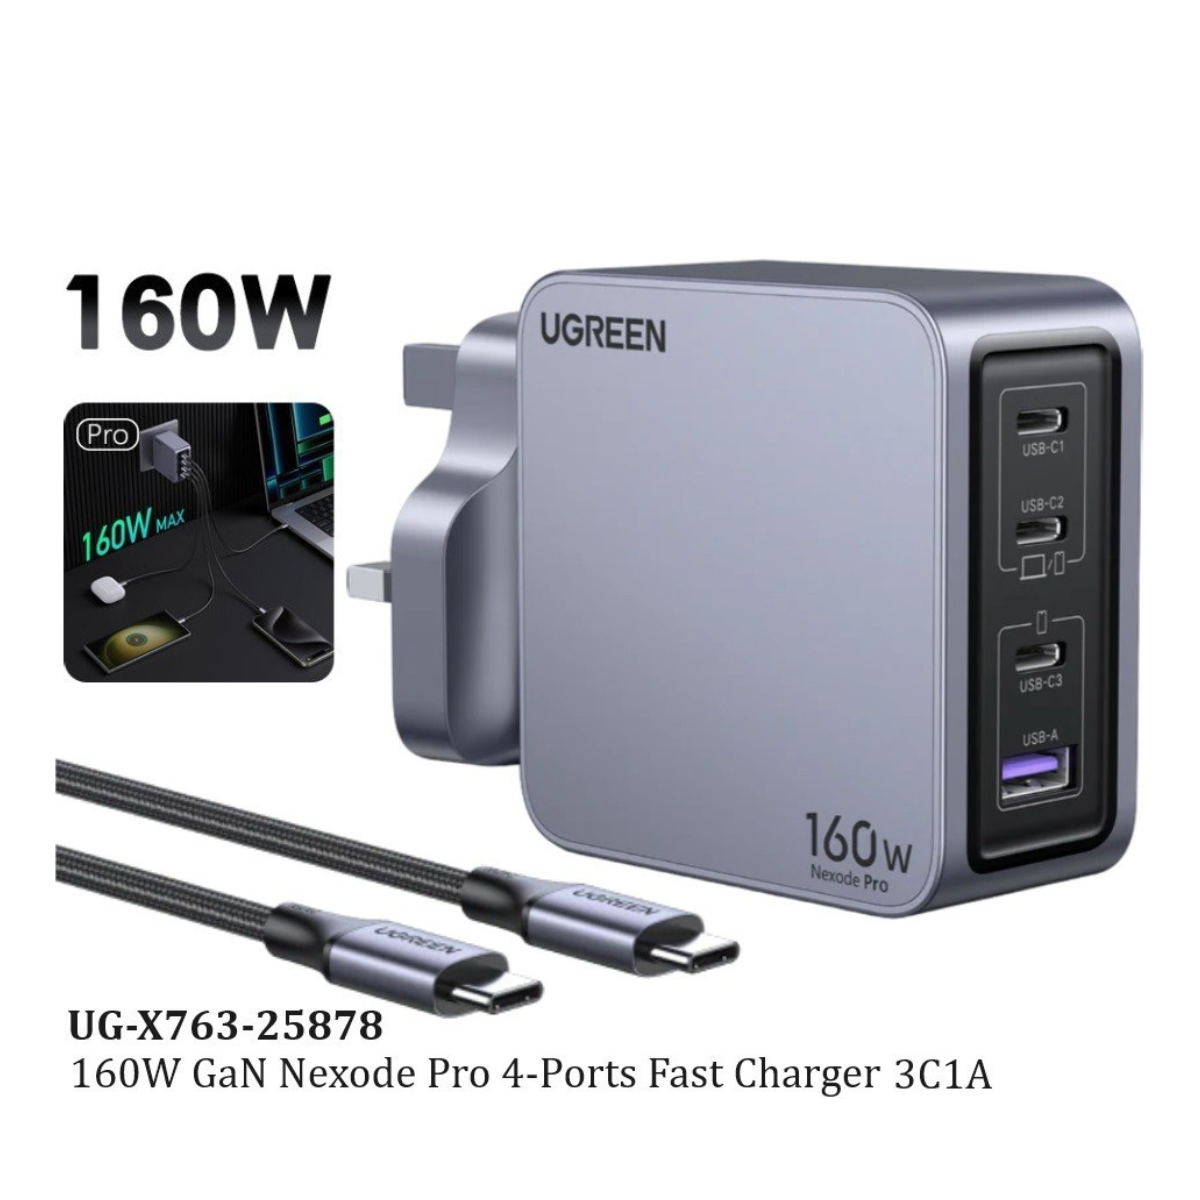 160W
Pro
160W MAX
UGREEN
USB-C1
USB-C2
USB-C3
USB-A
160W
Nexode Pro
UGREEN
UGREEN
UG-X763-25878
160W GaN Nexode Pro 4-Ports Fast Charger 3C1A